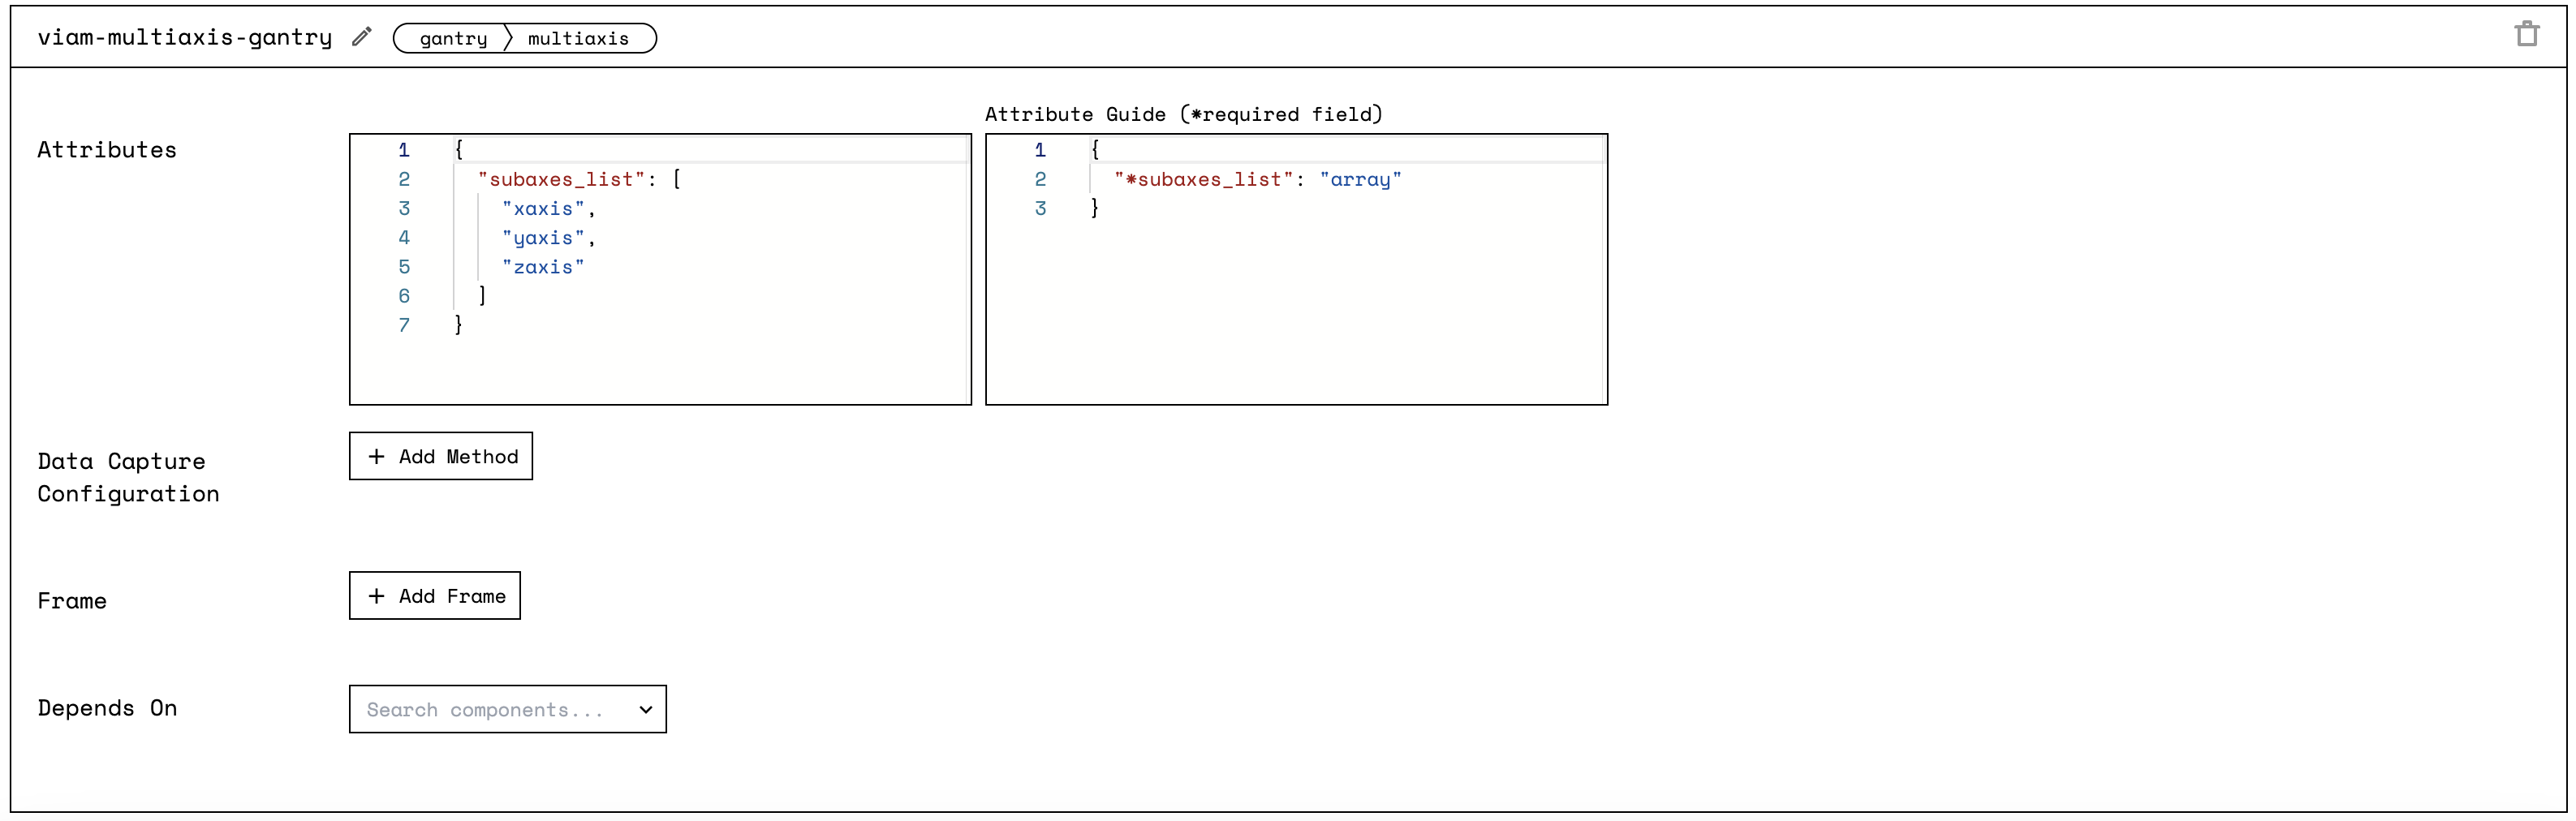 viam-multiaxis-gantry gantry multiaxis
Attribute Guide (*required field)
Attributes
1 {
2 "subaxes_list": [
3 "xaxis",
4 "yaxis",
5 "zaxis"
6 ]
7 }
1 {
2 "*subaxes_list": "array"
3 }
Data Capture
Configuration
+ Add Method
Frame
+ Add Frame
Depends On
Search components...